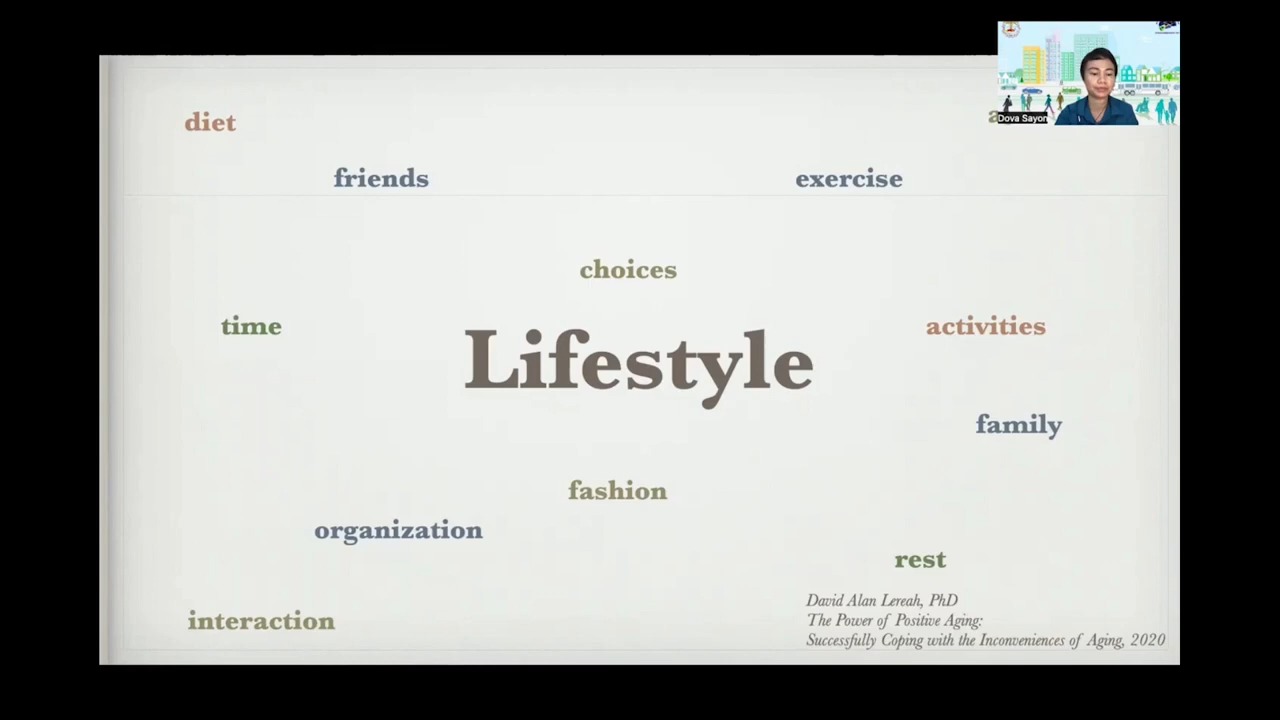 diet
Dova Sayon
friends
exercise
choices
time
Lifestyle
activities
family
fashion
organization
rest
interaction
David Alan Lereah, PhD
The Power of Positive Aging:
Successfully Coping with the Inconveniences of Aging, 2020